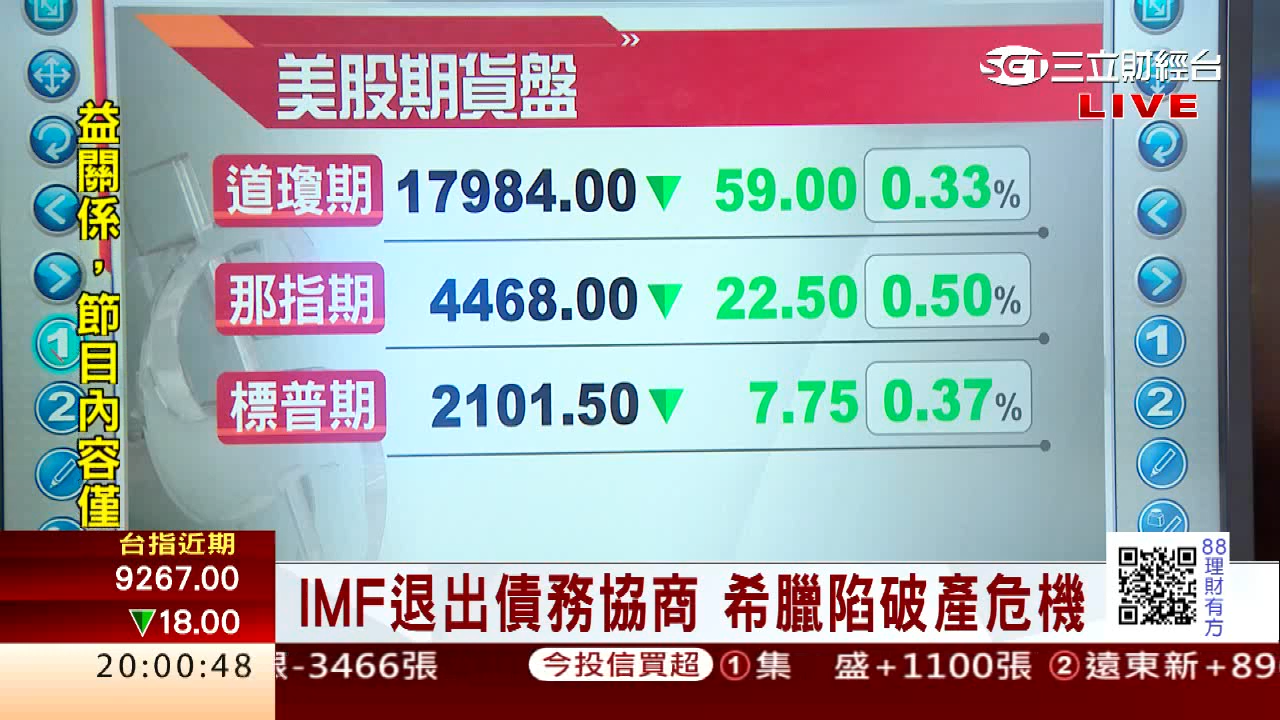 美股期貨盤
SET 三立財經台
LIVE
道瓊期 17984.00 ▼ 59.00 0.33%
那指期 4468.00 ▼ 22.50 0.50%
標普期 2101.50 ▼ 7.75 0.37%
益關係，節目內容僅
1
2
1
2
台指近期
9267.00
▼18.00
20:00:48
IMF退出債務協商 希臘陷破產危機
88理財有方
-3466張 今投信買超 ①集 盛+1100張 ②遠東新+89